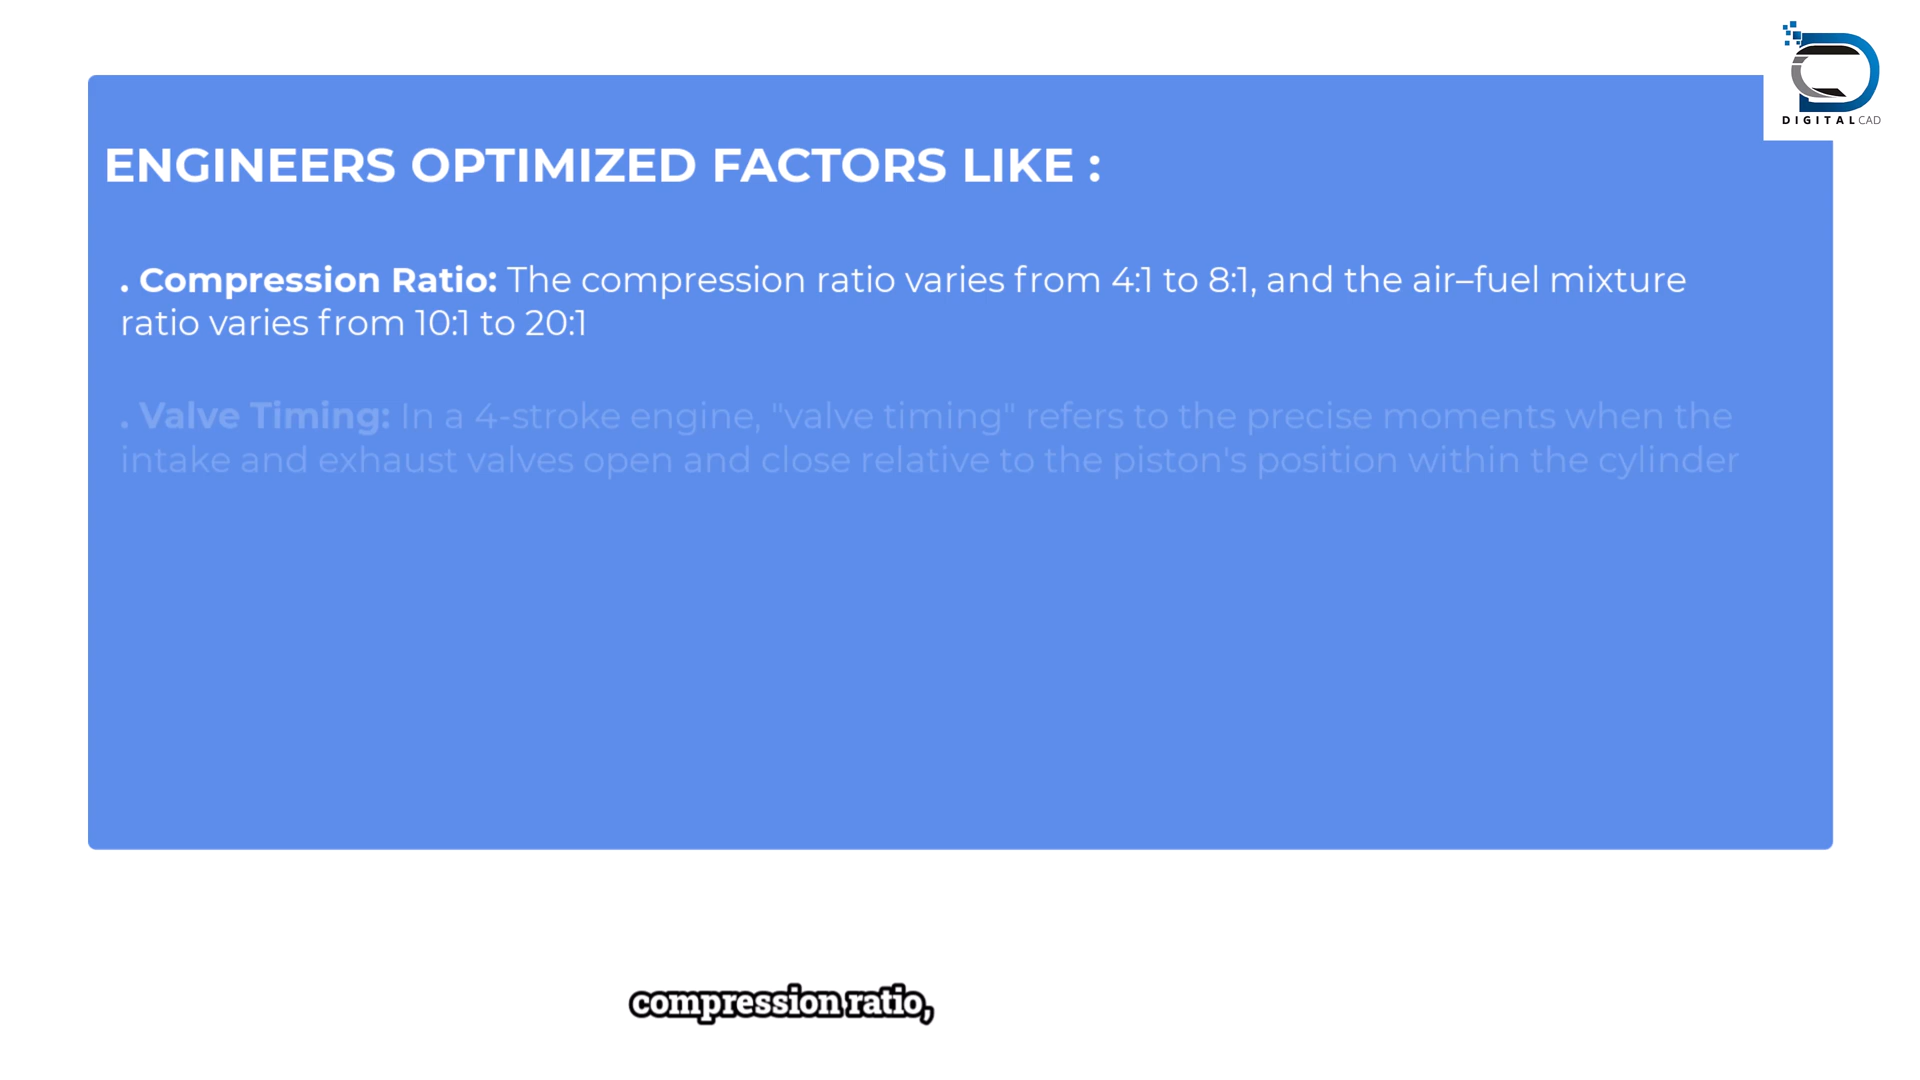 DIGITALCAD
ENGINEERS OPTIMIZED FACTORS LIKE :
. Compression Ratio: The compression ratio varies from 4:1 to 8:1, and the air–fuel mixture
ratio varies from 10:1 to 20:1
. Valve Timing: In a 4-stroke engine, "valve timing" refers to the precise moments when the
intake and exhaust valves open and close relative to the piston's position within the cylinder
compression ratio,